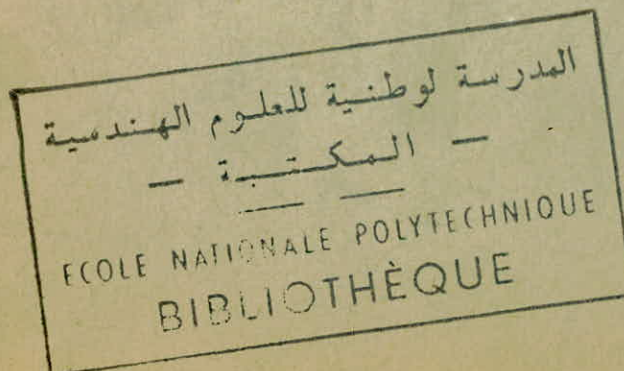 المدرسة لوطنية للعلوم الهندسية
— المكتبة —
ECOLE NATIONALE POLYTECHNIQUE
BIBLIOTHÈQUE